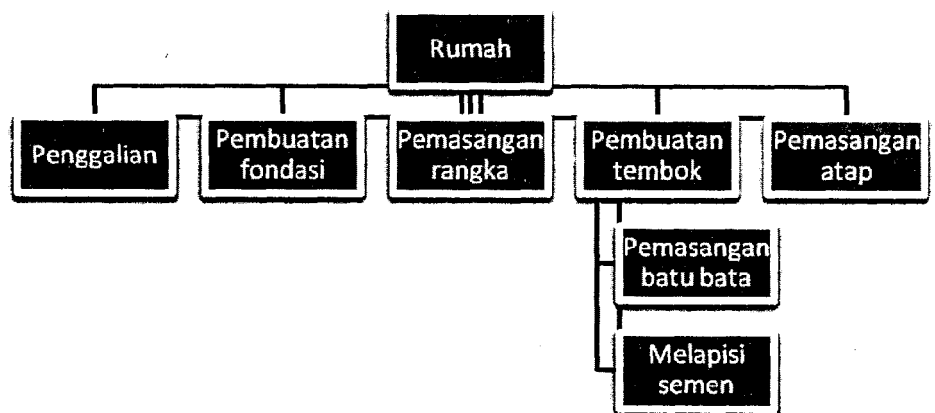 Rumah
Penggalian
Pembuatan
fondasi
Pemasangan
rangka
Pembuatan
tembok
Pemasangan
atap
Pemasangan
batu bata
Melapisi
semen